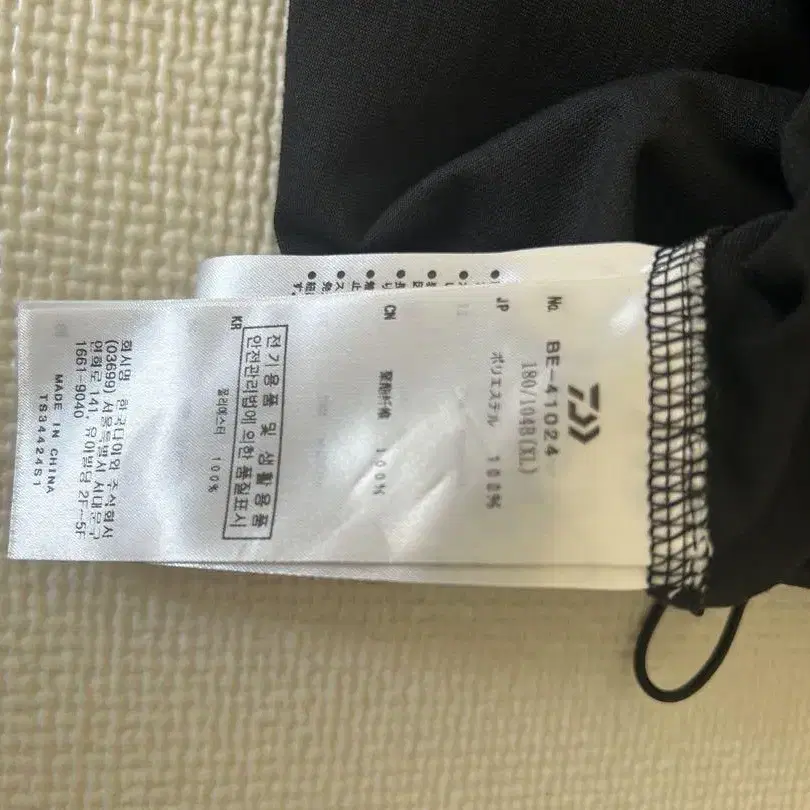 No. BE-41024
180/104B(XL)
JP
ポリエステル 100%
CN
聚酯纤维 100%
전기용품 및 생활용품
안전관리법에 의한 품질표시
KR
폴리에스터 100%
회사명 한국다이와 주식회사
(03699) 서울특별시 서대문구
연희로 141, 유아빌딩 2F-5F
1661-9040
MADE IN CHINA
TS34424S1